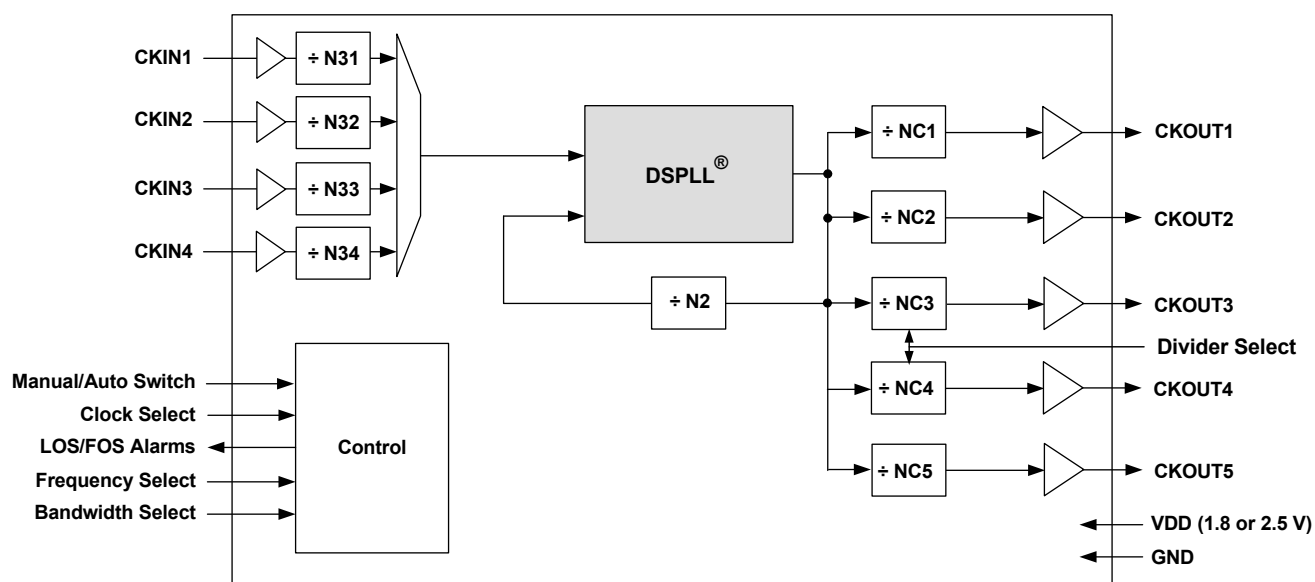 CKIN1
÷ N31
CKIN2
÷ N32
CKIN3
÷ N33
CKIN4
÷ N34
DSPLL®
÷ N2
÷ NC1
CKOUT1
÷ NC2
CKOUT2
÷ NC3
CKOUT3
Divider Select
÷ NC4
CKOUT4
÷ NC5
CKOUT5
Manual/Auto Switch
Clock Select
LOS/FOS Alarms
Frequency Select
Bandwidth Select
Control
VDD (1.8 or 2.5 V)
GND